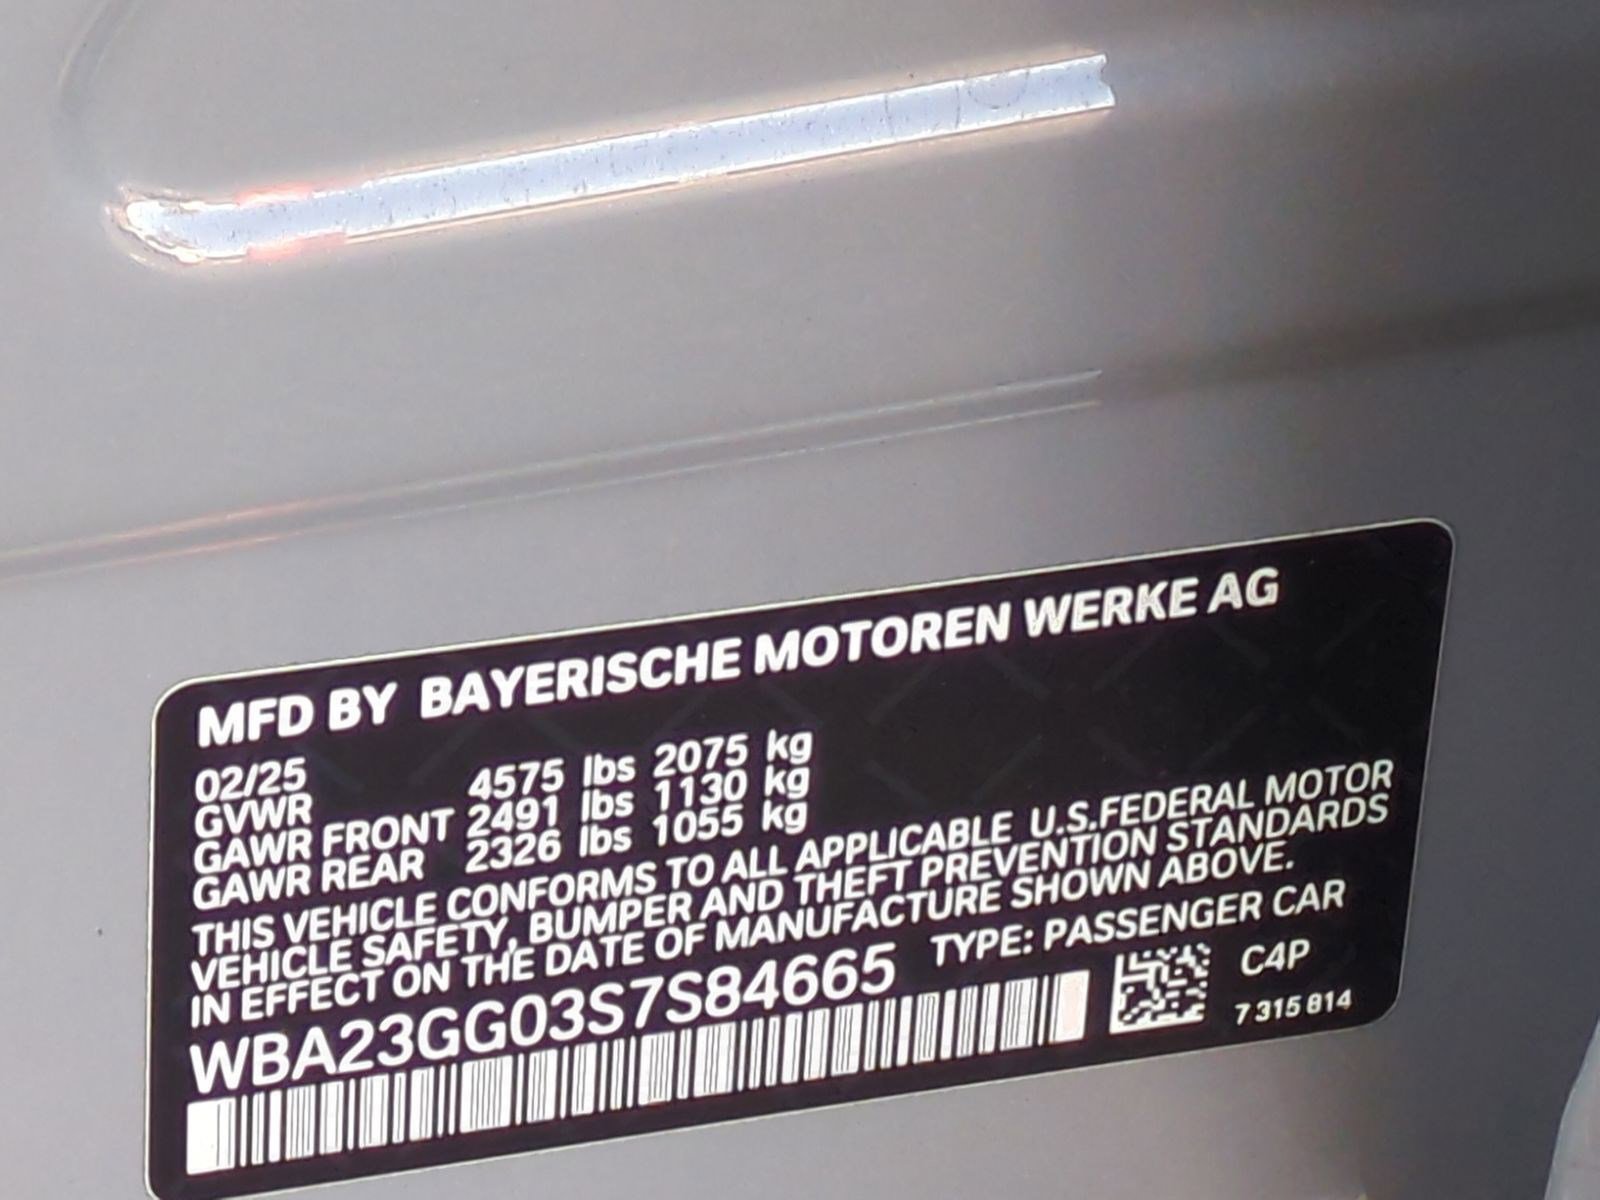 MFD BY BAYERISCHE MOTOREN WERKE AG
02/25
GVWR 4575 lbs 2075 kg
GAWR FRONT 2491 lbs 1130 kg
GAWR REAR 2326 lbs 1055 kg
THIS VEHICLE CONFORMS TO ALL APPLICABLE U.S.FEDERAL MOTOR
VEHICLE SAFETY, BUMPER AND THEFT PREVENTION STANDARDS
IN EFFECT ON THE DATE OF MANUFACTURE SHOWN ABOVE.
WBA23GG03S7S84665 TYPE: PASSENGER CAR
C4P
7 315 814